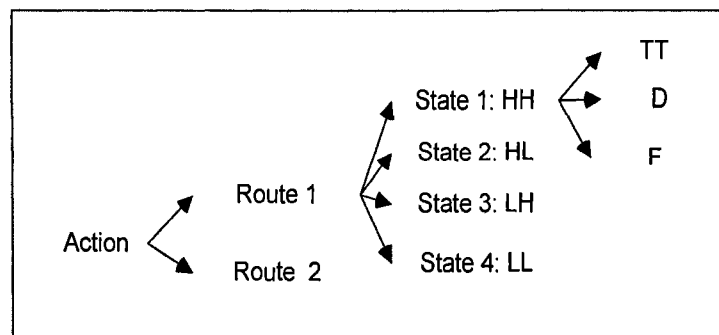 TT
State 1: HH
D
State 2: HL
F
Route 1
State 3: LH
Action
State 4: LL
Route 2